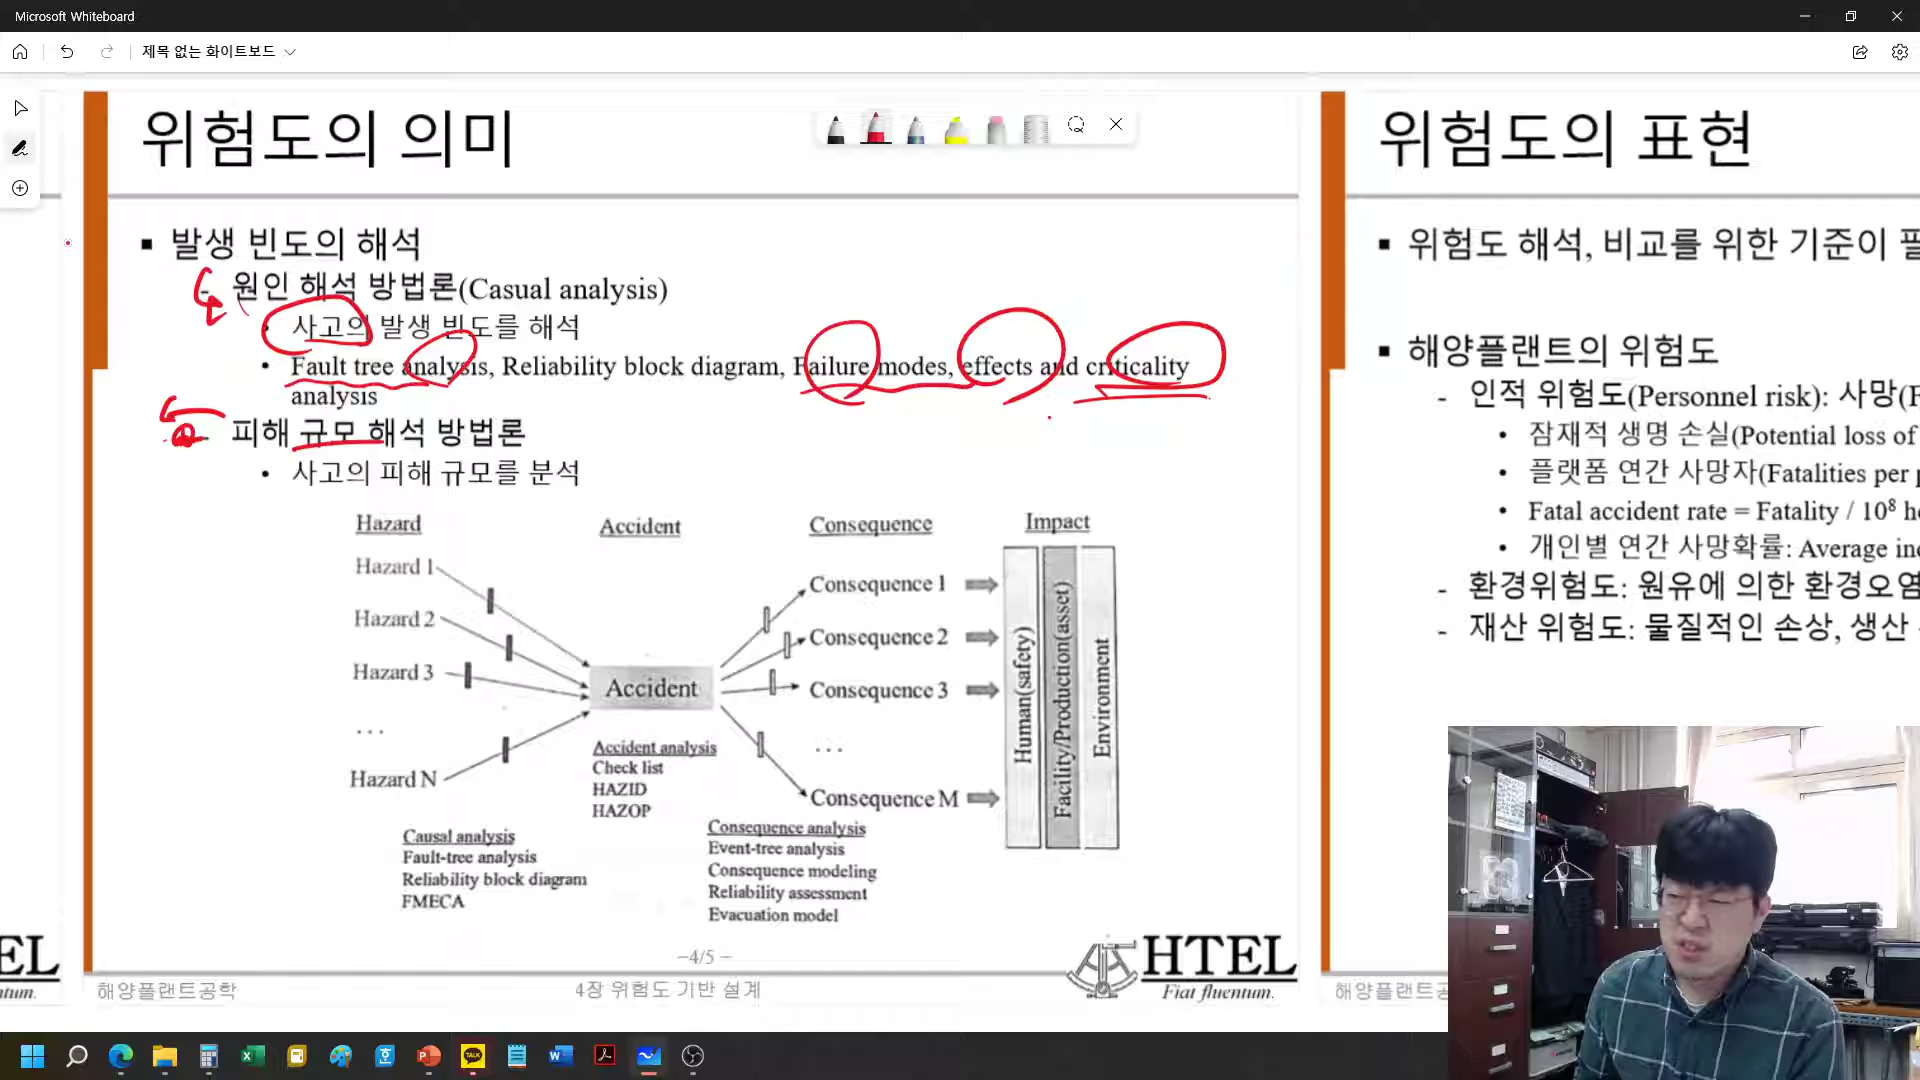 Microsoft Whiteboard
제목 없는 화이트보드
위험도의 의미
발생 빈도의 해석
- 원인 해석 방법론(Casual analysis)
• 사고의 발생 빈도를 해석
• Fault tree analysis, Reliability block diagram, Failure modes, effects and criticality
analysis
- 피해 규모 해석 방법론
• 사고의 피해 규모를 분석
Hazard
Accident
Consequence
Impact
Hazard 1
Hazard 2
Hazard 3
...
Hazard N
Accident
Consequence 1
Consequence 2
Consequence 3
...
Consequence M
Human(safety)
Facility/Production(asset)
Environment
Accident analysis
Check list
HAZID
HAZOP
Causal analysis
Fault-tree analysis
Reliability block diagram
FMECA
Consequence analysis
Event-tree analysis
Consequence modeling
Reliability assessment
Evacuation model
–4/5 –
해양플랜트공학
4장 위험도 기반 설계
HTEL
Fiat fluentum.
위험도의 표현
위험도 해석, 비교를 위한 기준이
해양플랜트의 위험도
- 인적 위험도(Personnel risk): 사망(F
• 잠재적 생명 손실(Potential loss of
• 플랫폼 연간 사망자(Fatalities per p
• Fatal accident rate = Fatality / 10⁸ h
• 개인별 연간 사망확률: Average in
- 환경위험도: 원유에 의한 환경오염
- 재산 위험도: 물질적인 손상, 생산
해양플랜트공
EL
ntum.
TALK